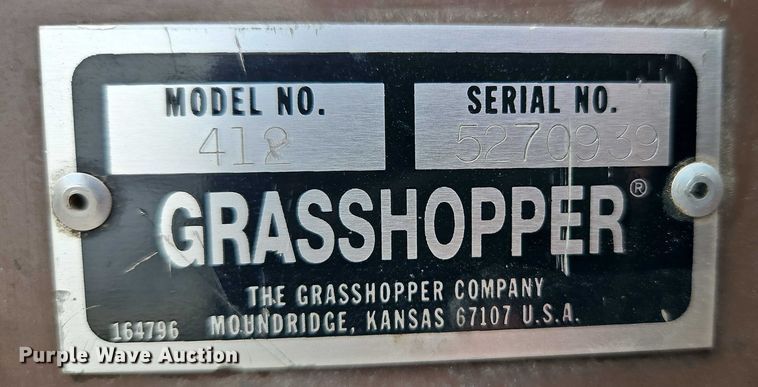 MODEL NO. SERIAL NO.
412 5270939
GRASSHOPPER®
THE GRASSHOPPER COMPANY
164796 MOUNDRIDGE, KANSAS 67107 U.S.A.
Purple Wave Auction